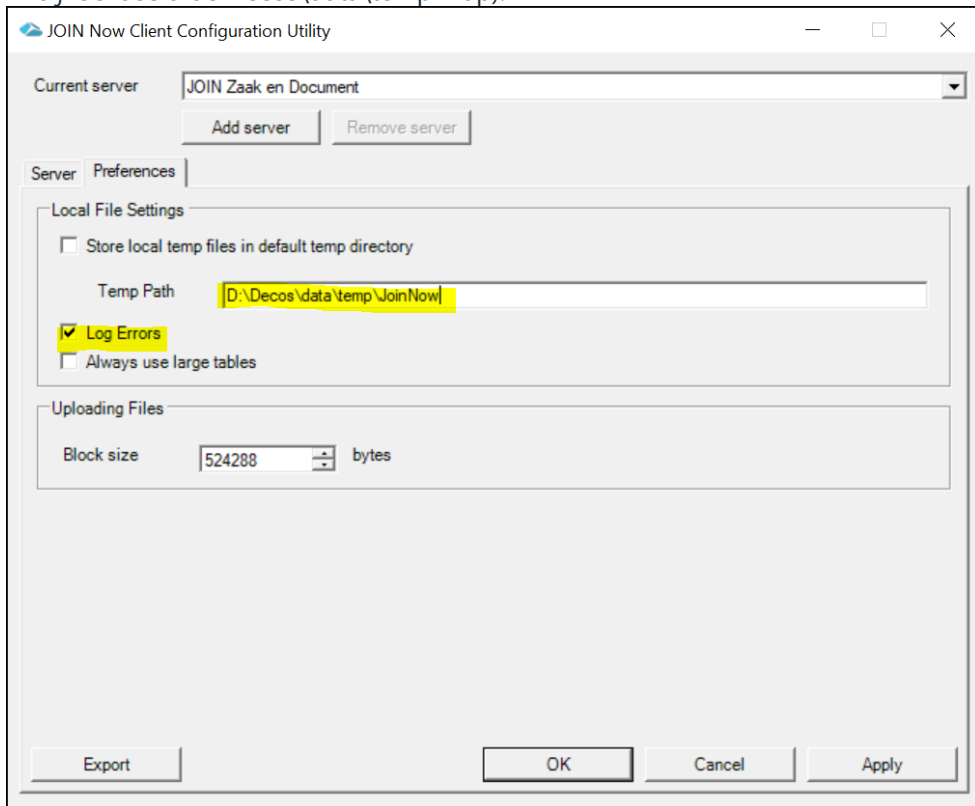 JOIN Now Client Configuration Utility
Current server JOIN Zaak en Document
Add server Remove server
Server Preferences
Local File Settings
Store local temp files in default temp directory
Temp Path D:\Decos\data\temp\JoinNow
Log Errors
Always use large tables
Uploading Files
Block size 524288 bytes
Export OK Cancel Apply